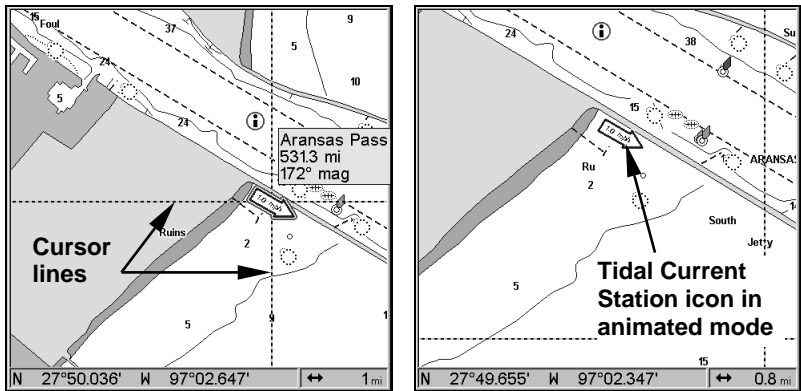 15
Foul
37
9
5
24
10
5
24
Aransas Pass
531.3 mi
172° mag
1.0 mph
Ruins
2
Cursor
lines
5
9
1
N 27°50.036' W 97°02.647' ↔ 1 mi
24
38
Su
15
1.0 mph
ARANSAS
Ru
2
14
South
Jetty
Tidal Current
Station icon in
animated mode
5
15
N 27°49.655' W 97°02.347' ↔ 0.8 mi